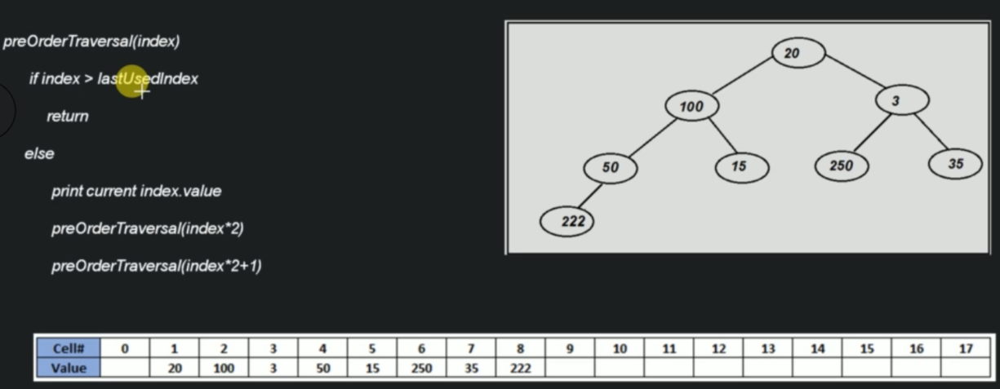 preOrderTraversal(index)
if index > lastUsedIndex
return
else
print current index.value
preOrderTraversal(index*2)
preOrderTraversal(index*2+1)
20
100 3
50 15 250 35
222
Cell# 0 1 2 3 4 5 6 7 8 9 10 11 12 13 14 15 16 17
Value 20 100 3 50 15 250 35 222